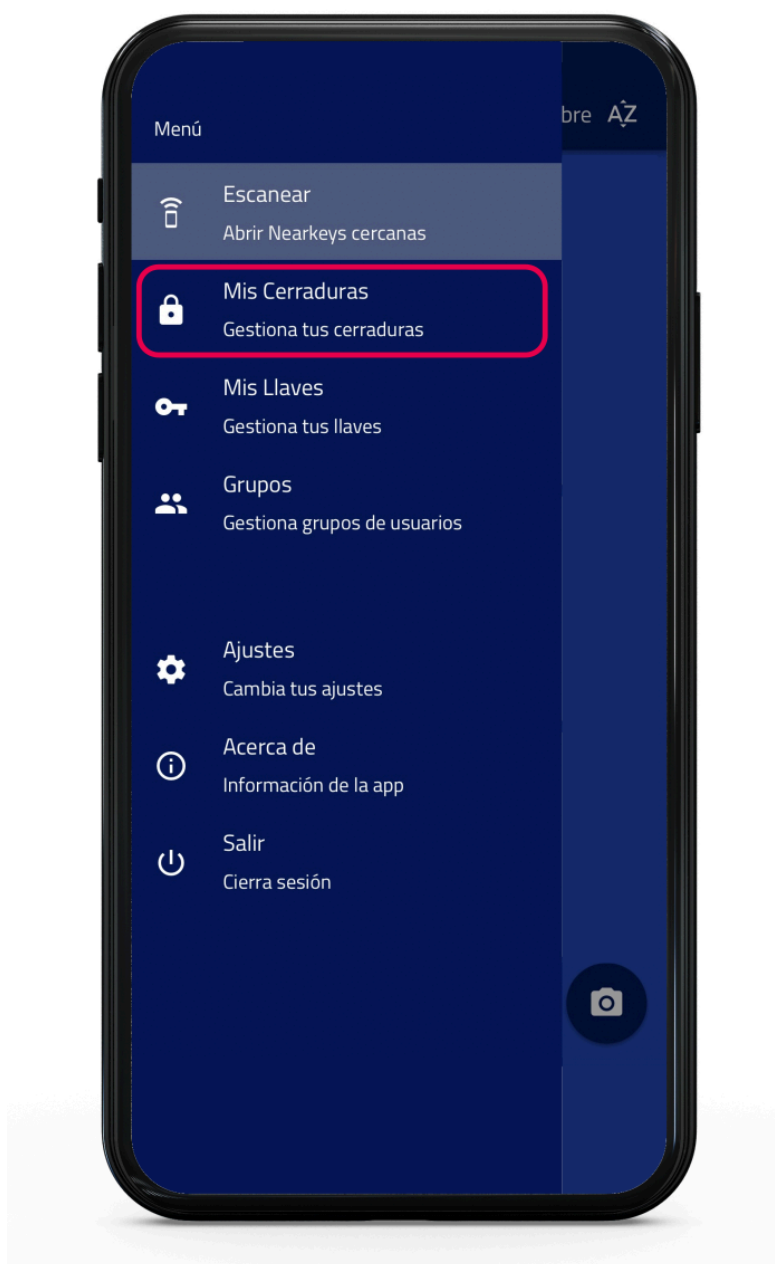 Menú
bre AZ
Escanear
Abrir Nearkeys cercanas
Mis Cerraduras
Gestiona tus cerraduras
Mis Llaves
Gestiona tus llaves
Grupos
Gestiona grupos de usuarios
Ajustes
Cambia tus ajustes
Acerca de
Información de la app
Salir
Cierra sesión